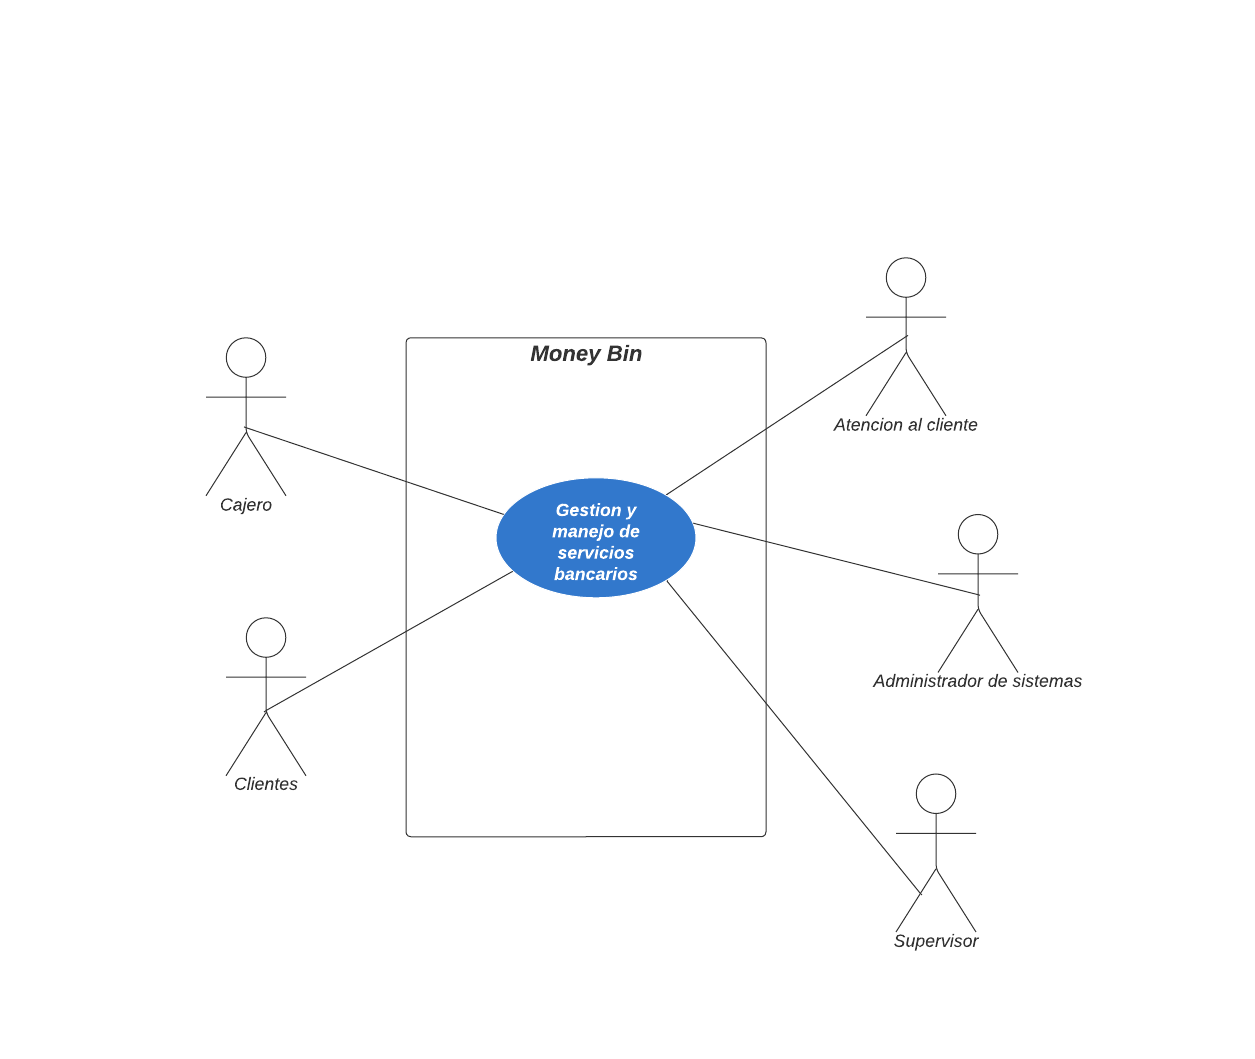 Money Bin
Atencion al cliente
Cajero
Gestion y
manejo de
servicios
bancarios
Administrador de sistemas
Clientes
Supervisor